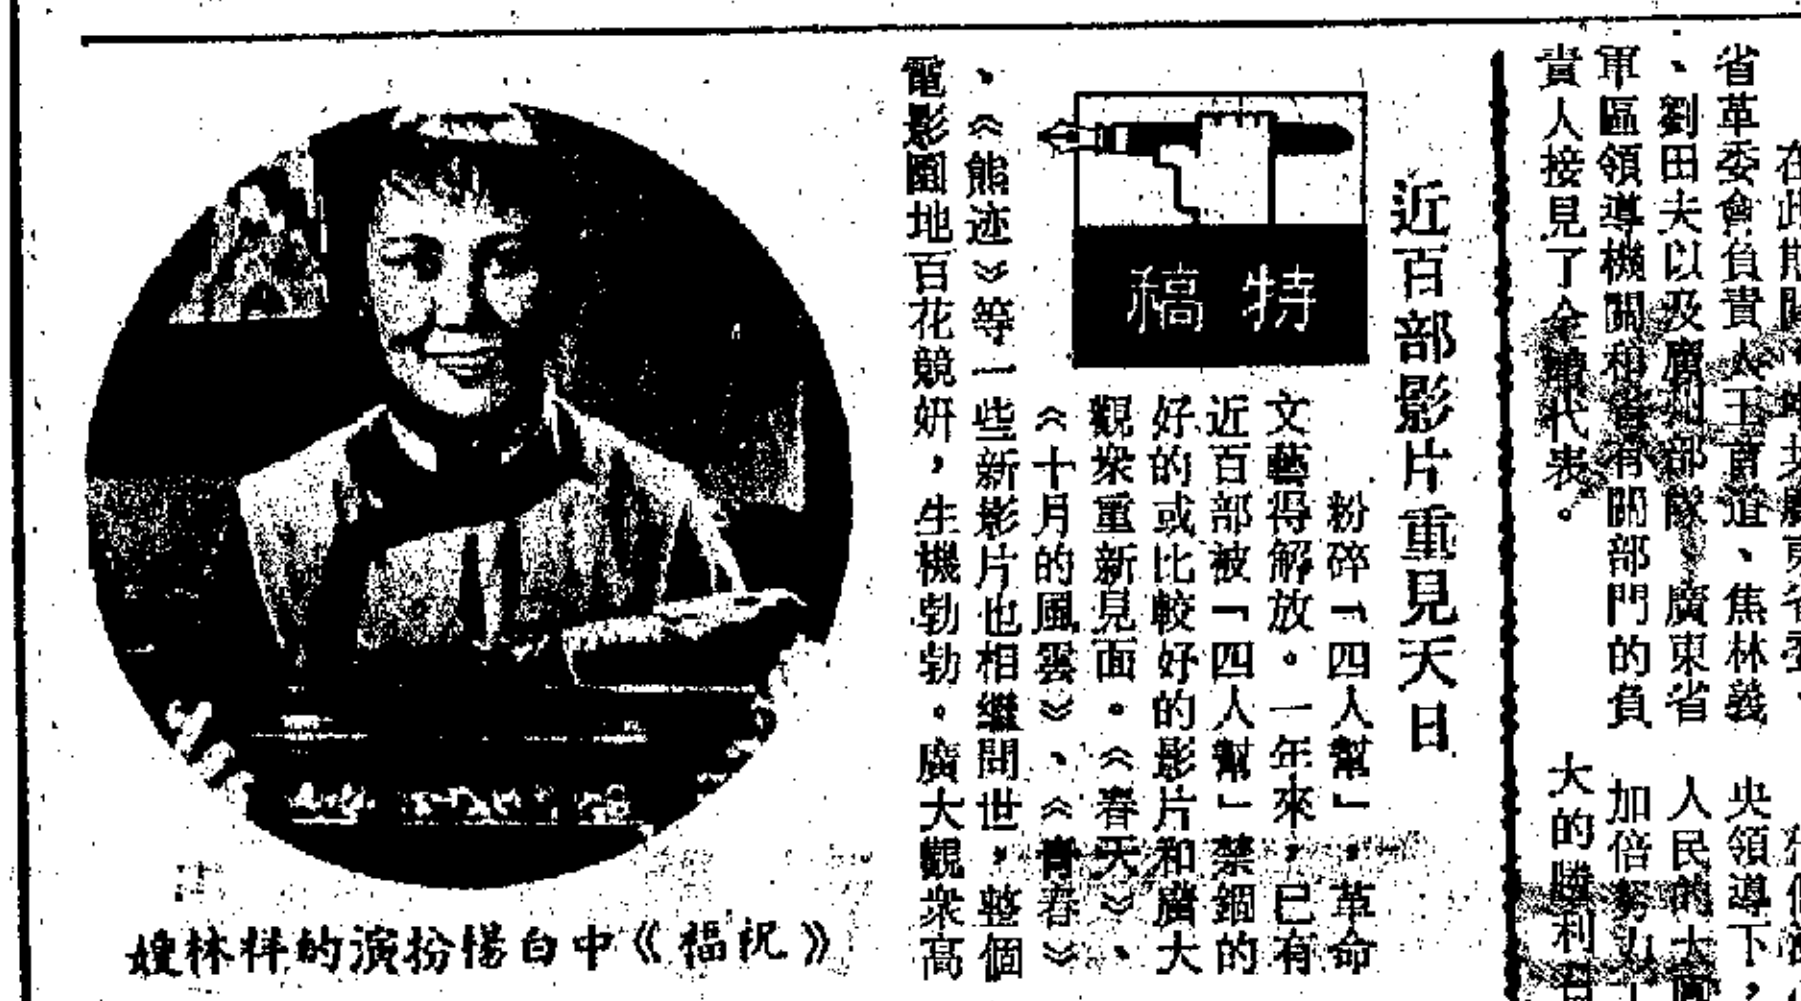 在此期間
省革委會負責人王首道、焦林義
、劉田夫以及廣州部隊、廣東省
軍區領導機關和省有關部門的負
責人接見了全體代表。
央領導下，
人民的大團
加倍努力
大的勝利
近百部影片重見天日
特稿
粉碎「四人幫」，革命
文藝得解放。一年來，已有
近百部被「四人幫」禁錮的
好的或比較好的影片和廣大
觀衆重新見面。《春天》、
《十月的風雲》、《青春》
、《熊迹》等一些新影片也相繼問世，整個
電影園地百花競妍，生機勃勃。廣大觀衆高
《祝福》中白楊扮演的祥林嫂